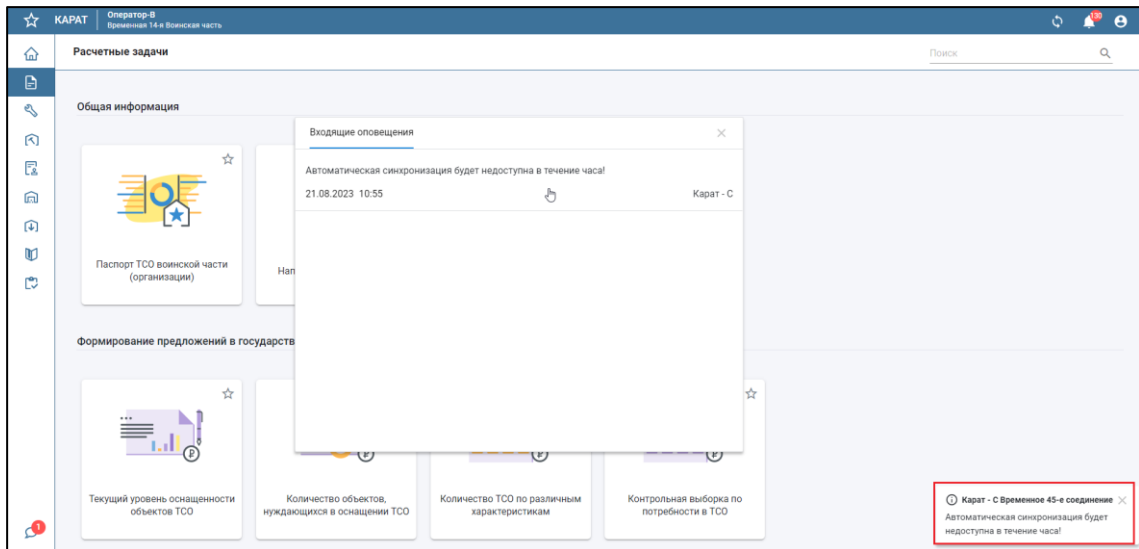 КАРАТ
Оператор-В
Временная 14-я Воинская часть
130
Расчетные задачи
Поиск
Общая информация
Входящие оповещения
Автоматическая синхронизация будет недоступна в течение часа!
21.08.2023 10:55
Карат - С
Паспорт ТСО воинской части
(организации)
Нап
Формирование предложений в государств
Текущий уровень оснащенности
объектов ТСО
Количество объектов,
нуждающихся в оснащении ТСО
Количество ТСО по различным
характеристикам
Контрольная выборка по
потребности в ТСО
Карат - С Временное 45-е соединение
Автоматическая синхронизация будет
недоступна в течение часа!
1